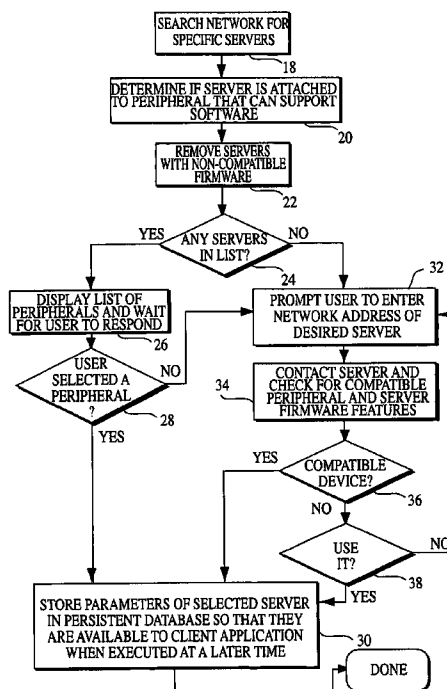 SEARCH NETWORK FOR
SPECIFIC SERVERS
18
DETERMINE IF SERVER IS ATTACHED
TO PERIPHERAL THAT CAN SUPPORT
SOFTWARE
20
REMOVE SERVERS
WITH NON-COMPATIBLE
FIRMWARE
22
YES
ANY SERVERS
IN LIST?
NO
24
DISPLAY LIST OF
PERIPHERALS AND WAIT
FOR USER TO RESPOND
26
32
PROMPT USER TO ENTER
NETWORK ADDRESS OF
DESIRED SERVER
USER
SELECTED A
PERIPHERAL
?
NO
28
YES
34
CONTACT SERVER AND
CHECK FOR COMPATIBLE
PERIPHERAL AND SERVER
FIRMWARE FEATURES
YES
COMPATIBLE
DEVICE?
36
NO
USE
IT?
NO
38
YES
STORE PARAMETERS OF SELECTED SERVER
IN PERSISTENT DATABASE SO THAT THEY
ARE AVAILABLE TO CLIENT APPLICATION
WHEN EXECUTED AT A LATER TIME
30
DONE